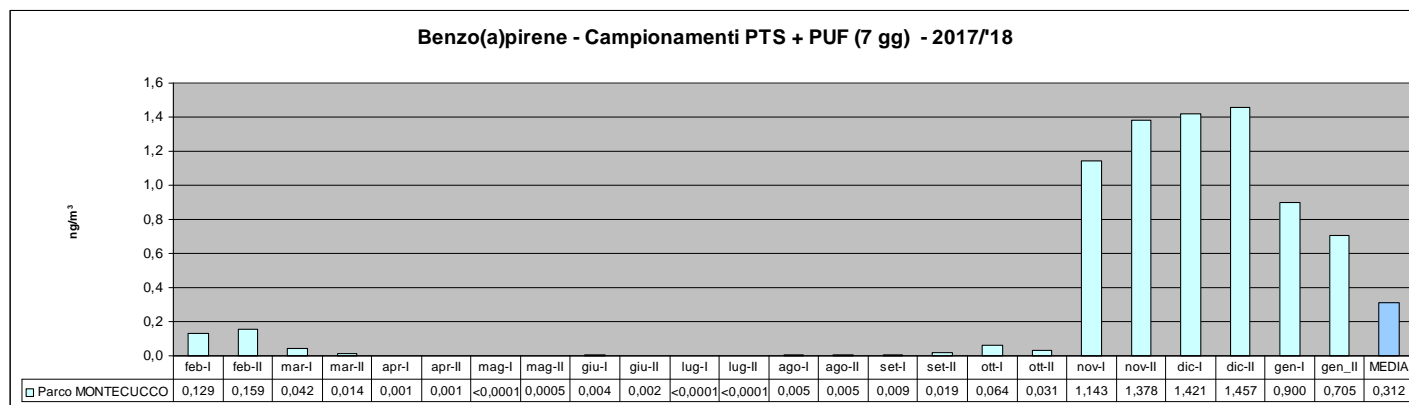 Benzo(a)pirene - Campionamenti PTS + PUF (7 gg) - 2017/'18
1,6
1,4
1,2
1,0
0,8
0,6
0,4
0,2
0,0
ng/m³
feb-I feb-II mar-I mar-II apr-I apr-II mag-I mag-II giu-I giu-II lug-I lug-II ago-I ago-II set-I set-II ott-I ott-II nov-I nov-II dic-I dic-II gen-I gen_II MEDIA
Parco MONTECUCCO 0,129 0,159 0,042 0,014 0,001 0,001 <0,0001 0,0005 0,004 0,002 <0,0001 <0,0001 0,005 0,005 0,009 0,019 0,064 0,031 1,143 1,378 1,421 1,457 0,900 0,705 0,312